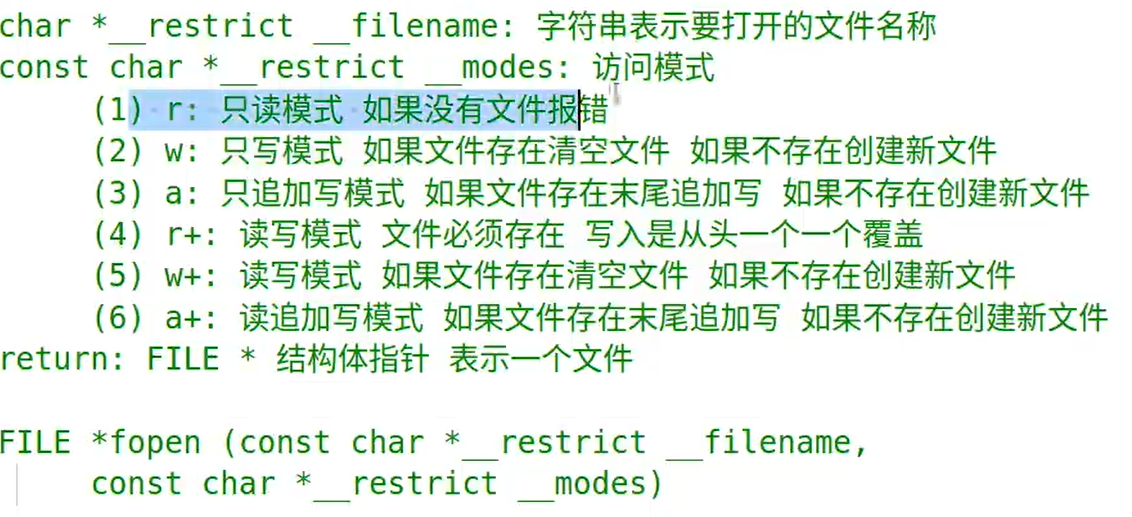 char *__restrict __filename: 字符串表示要打开的文件名称
const char *__restrict __modes: 访问模式
(1) r: 只读模式 如果没有文件报错
(2) w: 只写模式 如果文件存在清空文件 如果不存在创建新文件
(3) a: 只追加写模式 如果文件存在末尾追加写 如果不存在创建新文件
(4) r+: 读写模式 文件必须存在 写入是从头一个一个覆盖
(5) w+: 读写模式 如果文件存在清空文件 如果不存在创建新文件
(6) a+: 读追加写模式 如果文件存在末尾追加写 如果不存在创建新文件
return: FILE * 结构体指针 表示一个文件
FILE *fopen (const char *__restrict __filename,
const char *__restrict __modes)